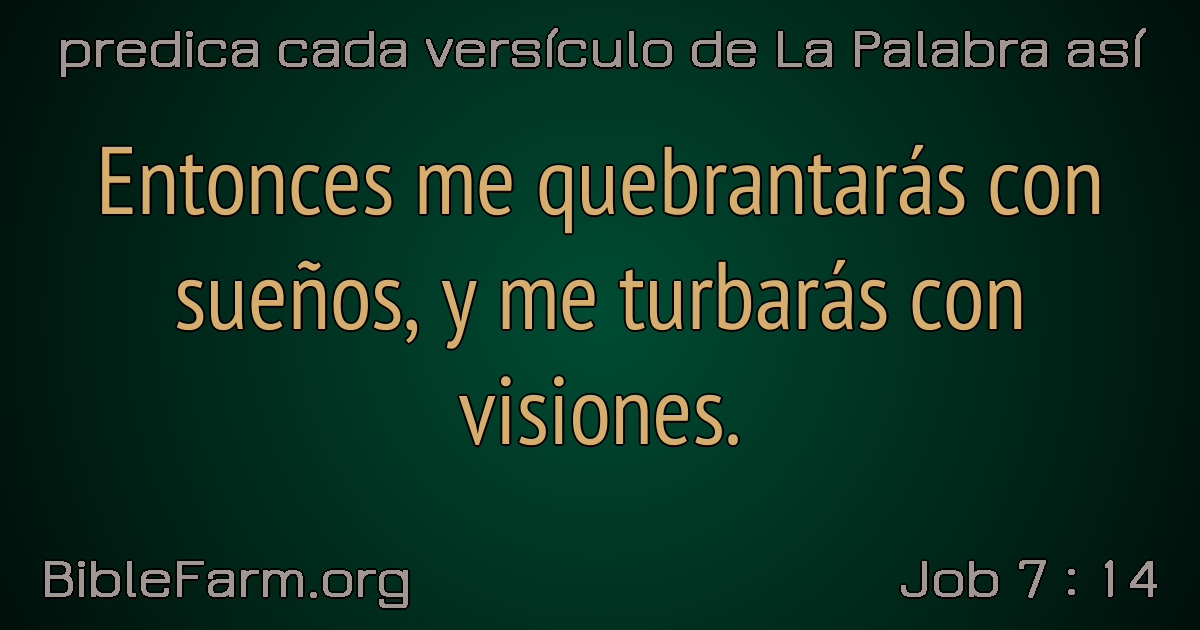 predica cada versículo de La Palabra así
Entonces me quebrantarás con
sueños, y me turbarás con
visiones.
BibleFarm.org
Job 7 : 14